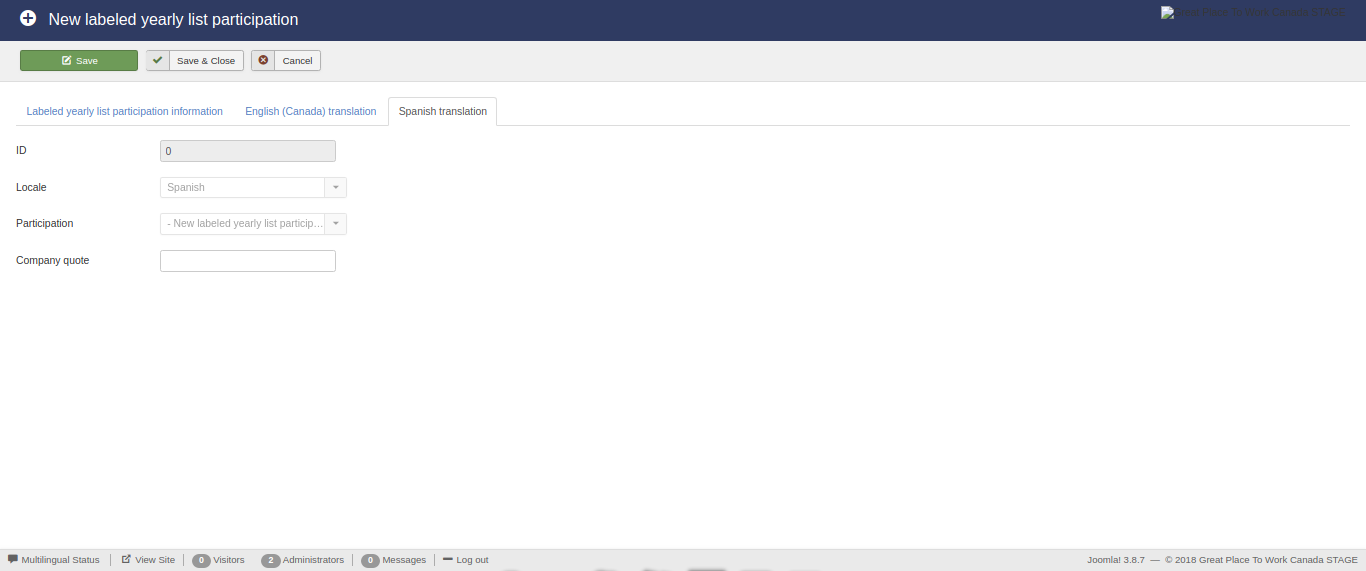 New labeled yearly list participation
Great Place To Work Canada STAGE
Save Save & Close Cancel
Labeled yearly list participation information English (Canada) translation Spanish translation
ID 0
Locale Spanish
Participation - New labeled yearly list particip...
Company quote
Multilingual Status View Site 0 Visitors 2 Administrators 0 Messages Log out Joomla! 3.8.7 — © 2018 Great Place To Work Canada STAGE